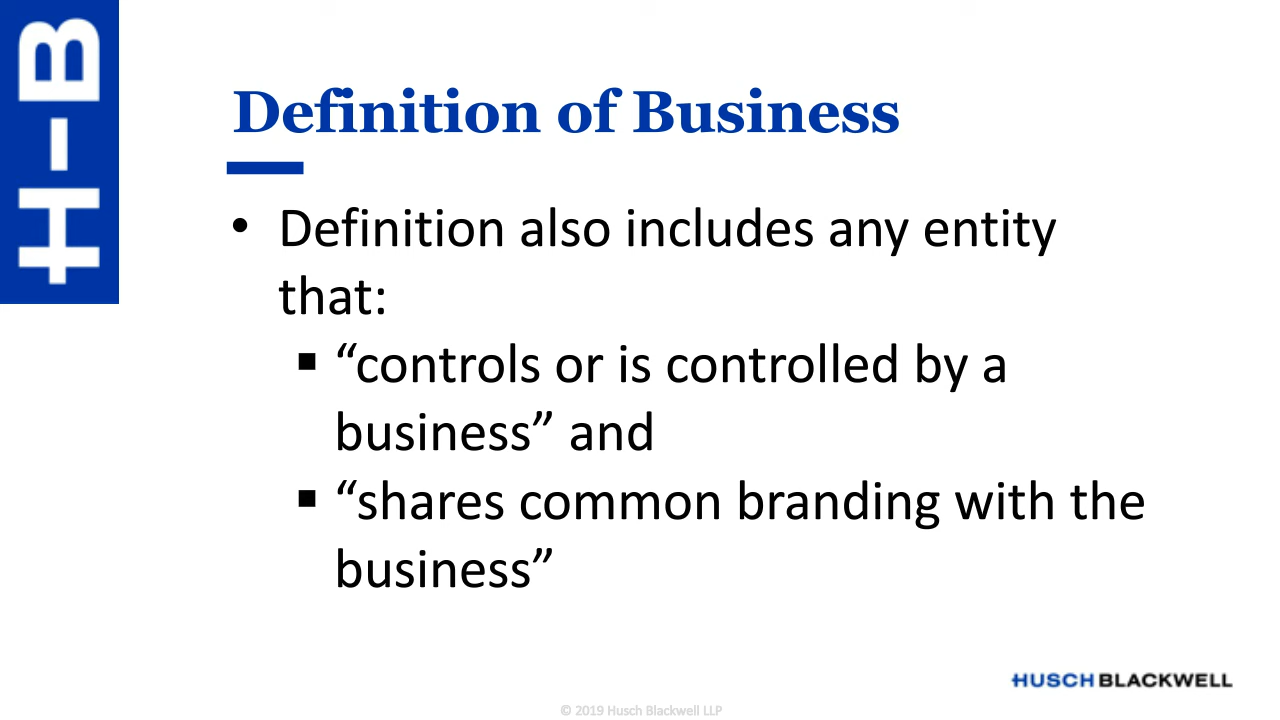 H-B
Definition of Business
• Definition also includes any entity
that:
▪ “controls or is controlled by a
business” and
▪ “shares common branding with the
business”
HUSCH BLACKWELL
© 2019 Husch Blackwell LLP